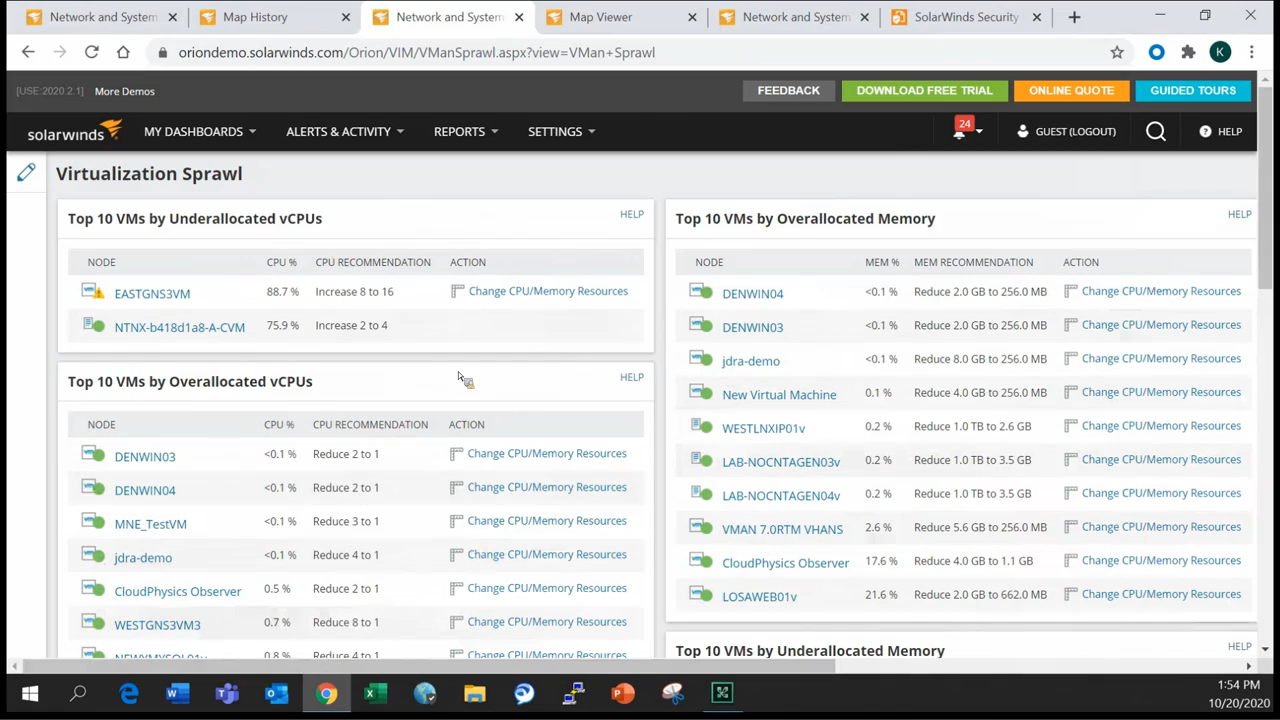 Network and System
Map History
Network and System
Map Viewer
Network and System
SolarWinds Security
oriondemo.solarwinds.com/Orion/VIM/VManSprawl.aspx?view=VMan+Sprawl
K
[USE:2020.2.1]
More Demos
FEEDBACK
DOWNLOAD FREE TRIAL
ONLINE QUOTE
GUIDED TOURS
solarwinds
MY DASHBOARDS
ALERTS & ACTIVITY
REPORTS
SETTINGS
24
GUEST (LOGOUT)
? HELP
Virtualization Sprawl
Top 10 VMs by Underallocated vCPUs
HELP
NODE CPU % CPU RECOMMENDATION ACTION
EASTGNS3VM 88.7 % Increase 8 to 16 Change CPU/Memory Resources
NTNX-b418d1a8-A-CVM 75.9 % Increase 2 to 4
Top 10 VMs by Overallocated vCPUs
HELP
NODE CPU % CPU RECOMMENDATION ACTION
DENWIN03 <0.1 % Reduce 2 to 1 Change CPU/Memory Resources
DENWIN04 <0.1 % Reduce 2 to 1 Change CPU/Memory Resources
MNE_TestVM <0.1 % Reduce 3 to 1 Change CPU/Memory Resources
jdra-demo <0.1 % Reduce 4 to 1 Change CPU/Memory Resources
CloudPhysics Observer 0.5 % Reduce 2 to 1 Change CPU/Memory Resources
WESTGNS3VM3 0.7 % Reduce 8 to 1 Change CPU/Memory Resources
0.8 % Reduce 4 to 1 Change CPU/Memory Resources
Top 10 VMs by Overallocated Memory
HELP
NODE MEM % MEM RECOMMENDATION ACTION
DENWIN04 <0.1 % Reduce 2.0 GB to 256.0 MB Change CPU/Memory Resources
DENWIN03 <0.1 % Reduce 2.0 GB to 256.0 MB Change CPU/Memory Resources
jdra-demo <0.1 % Reduce 8.0 GB to 256.0 MB Change CPU/Memory Resources
New Virtual Machine 0.1 % Reduce 4.0 GB to 256.0 MB Change CPU/Memory Resources
WESTLNXIP01v 0.2 % Reduce 1.0 TB to 2.6 GB Change CPU/Memory Resources
LAB-NOCNTAGEN03v 0.2 % Reduce 1.0 TB to 3.5 GB Change CPU/Memory Resources
LAB-NOCNTAGEN04v 0.2 % Reduce 1.0 TB to 3.5 GB Change CPU/Memory Resources
VMAN 7.0RTM VHANS 2.6 % Reduce 5.6 GB to 256.0 MB Change CPU/Memory Resources
CloudPhysics Observer 17.6 % Reduce 4.0 GB to 1.1 GB Change CPU/Memory Resources
LOSAWEB01v 21.6 % Reduce 2.0 GB to 662.0 MB Change CPU/Memory Resources
Top 10 VMs by Underallocated Memory
HELP
1:54 PM
10/20/2020